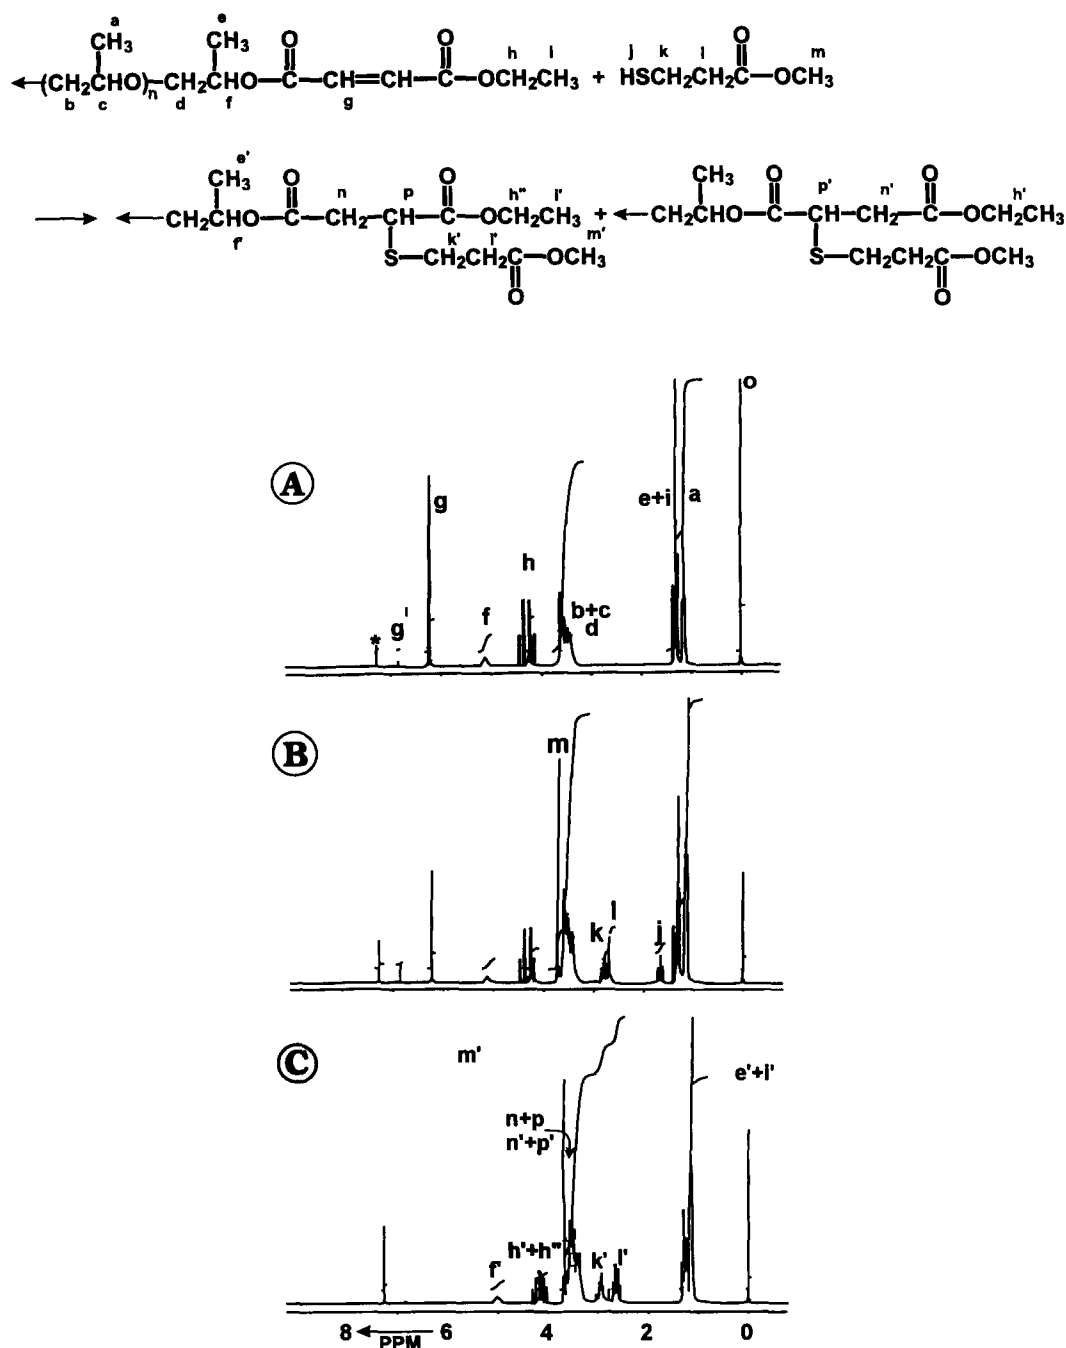 a e
CH₃ CH₃ O O h i j k l O m
(CH₂CHO)ₙ CH₂CHO—C—CH=CH—C—OCH₂CH₃ + HSCH₂CH₂C—OCH₃
b c d f g
e' n p h'' i' p' n' h'
CH₃ O O CH₃ O O
CH₂CHO—C—CH₂—CH—C—OCH₂CH₃ + CH₂CHO—C—CH—CH₂—C—OCH₂CH₃
f' k' l' m'
S—CH₂CH₂C—OCH₃ S—CH₂CH₂C—OCH₃
O O
A
o
g e+i a
h
f b+c
* g' d
B
m
k l j
C
m' e'+i'
n+p
n'+p'
f' h'+h'' k' l'
8 6 4 2 0
PPM